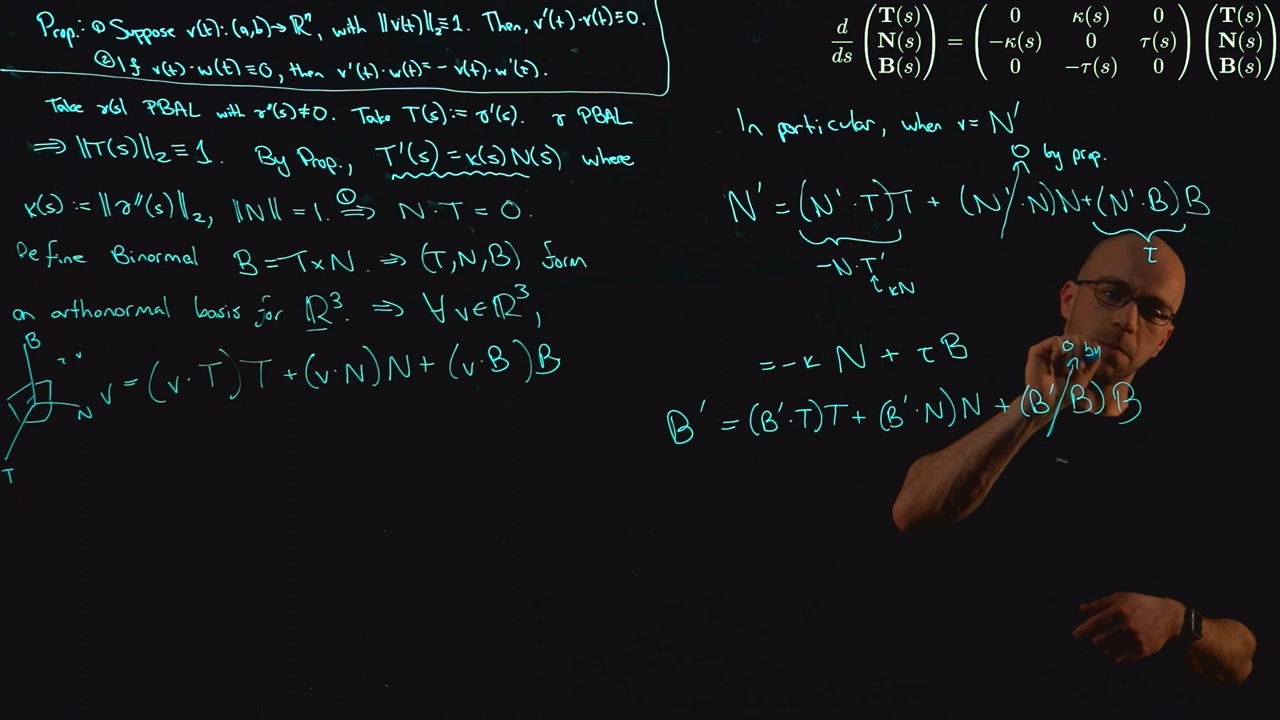 Prop.: ① Suppose v(t): (a,b) → ℝⁿ, with ‖v(t)‖₂ ≡ 1. Then, v'(t)·v(t) ≡ 0.
② If v(t)·w(t) ≡ 0, then v'(t)·w(t) = - v(t)·w'(t).
Take γ(s) PBAL with γ''(s) ≠ 0. Take T(s) := γ'(s). γ PBAL
⇒ ‖T(s)‖₂ ≡ 1. By Prop., T'(s) = κ(s) N(s) where
κ(s) := ‖γ''(s)‖₂, ‖N‖ = 1. ①⇒ N·T = 0.
Define Binormal B = T×N. ⇒ (T,N,B) form
an orthonormal basis for ℝ³. ⇒ ∀ v∈ℝ³,
v = (v·T)T + (v·N)N + (v·B)B
B
v
N
T
d/ds (T(s) N(s) B(s)) = (0 κ(s) 0
−κ(s) 0 τ(s)
0 −τ(s) 0) (T(s) N(s) B(s))
In particular, when v = N'
0 by prop.
N' = (N'·T)T + (N'·N)N + (N'·B)B
-N·T' τ
κN
= -κ N + τB
0 by
B' = (B'·T)T + (B'·N)N + (B'·B)B